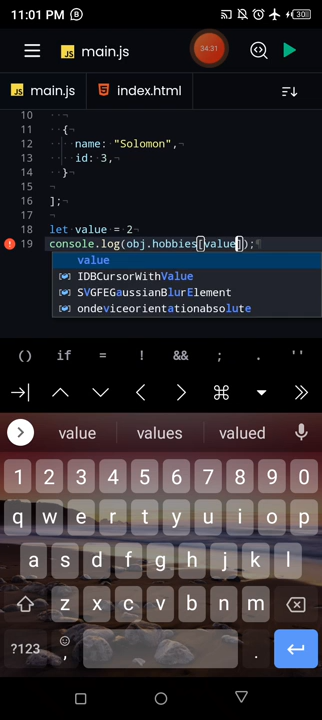 11:01 PM
30
main.js
34:31
main.js
index.html
10
11 {
12 name: "Solomon",
13 id: 3,
14 }
15
16 ];
17
18 let value = 2
19 console.log(obj.hobbies[value]);
value
IDBCursorWithValue
SVGFEGaussianBlurElement
ondeviceorientationabsolute
() if = ! && ; . ''
value values valued
1 2 3 4 5 6 7 8 9 0
q w e r t y u i o p
a s d f g h j k l
z x c v b n m
?123 , .